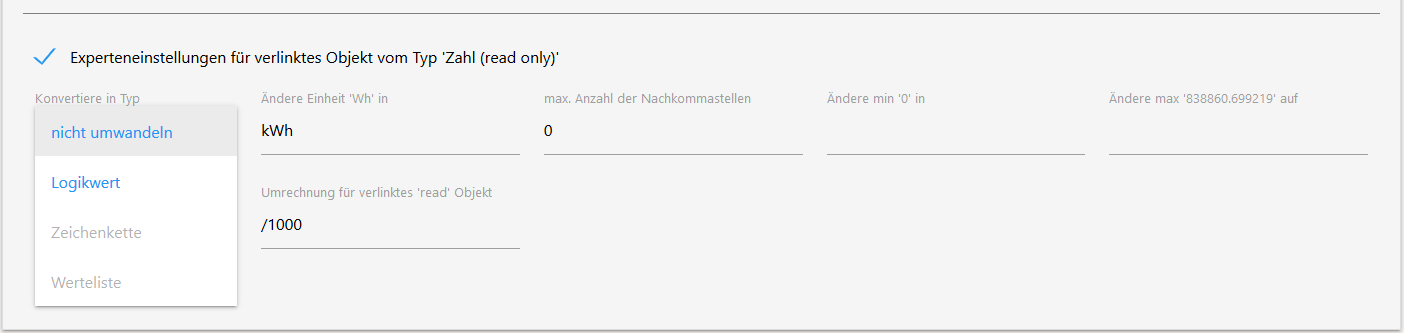 Experteneinstellungen für verlinktes Objekt vom Typ 'Zahl (read only)'
Konvertiere in Typ
nicht umwandeln
Logikwert
Zeichenkette
Werteliste
Ändere Einheit 'Wh' in
kWh
max. Anzahl der Nachkommastellen
0
Ändere min '0' in
Ändere max '838860.699219' auf
Umrechnung für verlinktes 'read' Objekt
/1000